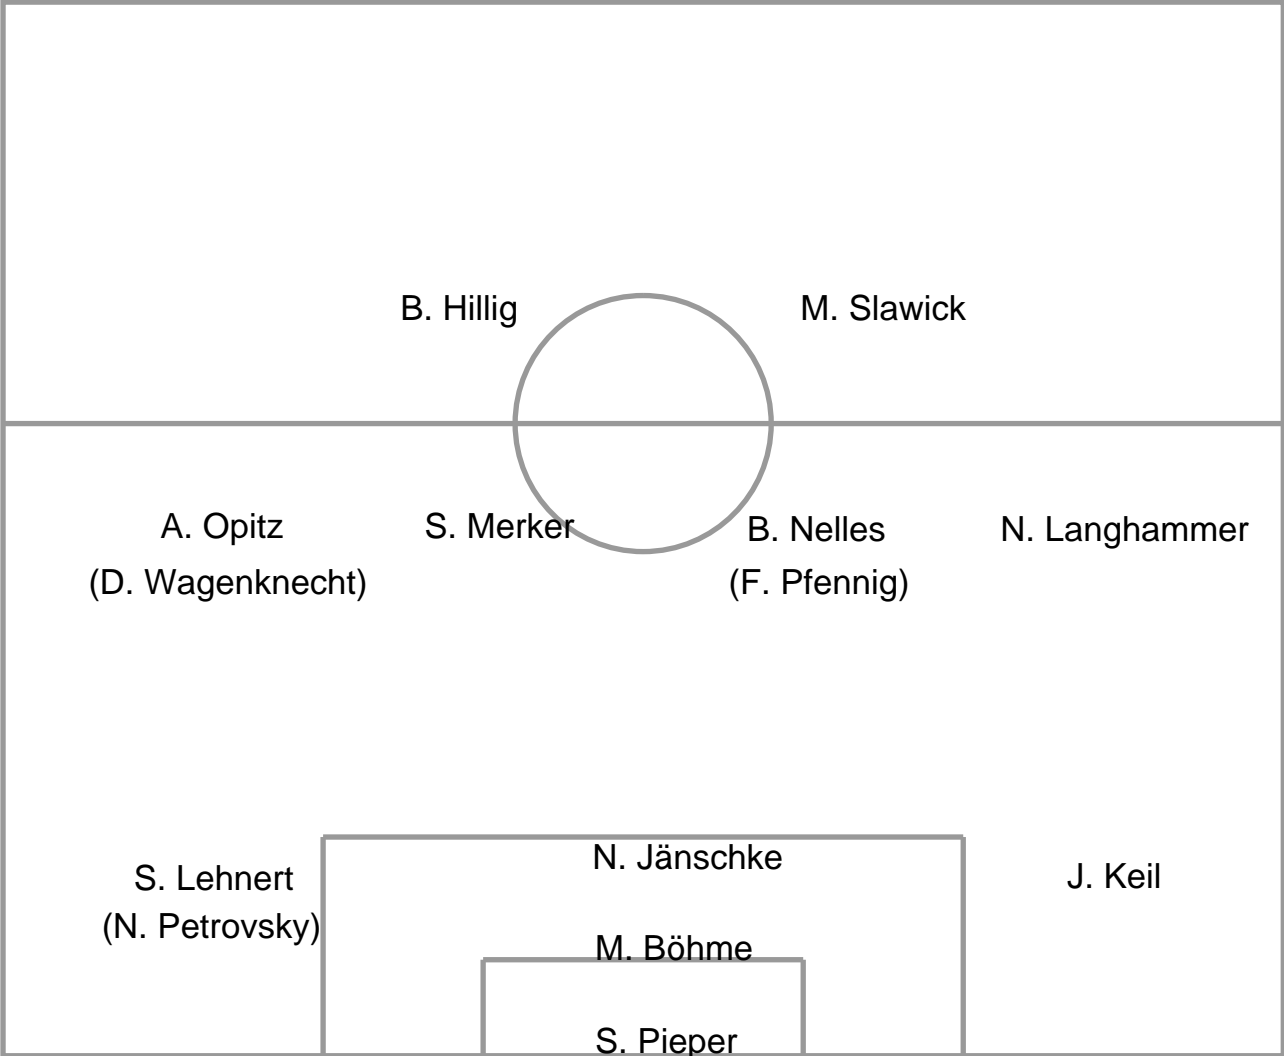 B. Hillig
M. Slawick
A. Opitz
S. Merker
B. Nelles
N. Langhammer
(D. Wagenknecht)
(F. Pfennig)
N. Jänschke
S. Lehnert
J. Keil
(N. Petrovsky)
M. Böhme
S. Pieper